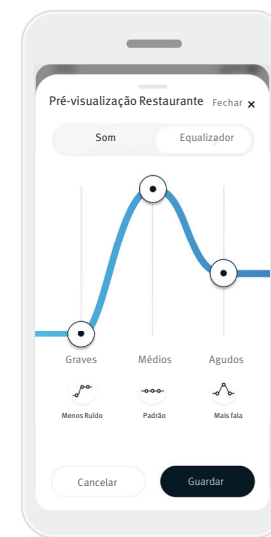 Pré-visualização Restaurante Fechar ×
Som Equalizador
Graves Médios Agudos
Menos Ruído Padrão Mais fala
Cancelar Guardar